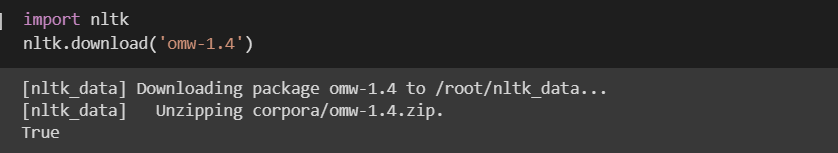 import nltk
nltk.download('omw-1.4')
[nltk_data] Downloading package omw-1.4 to /root/nltk_data...
[nltk_data]   Unzipping corpora/omw-1.4.zip.
True